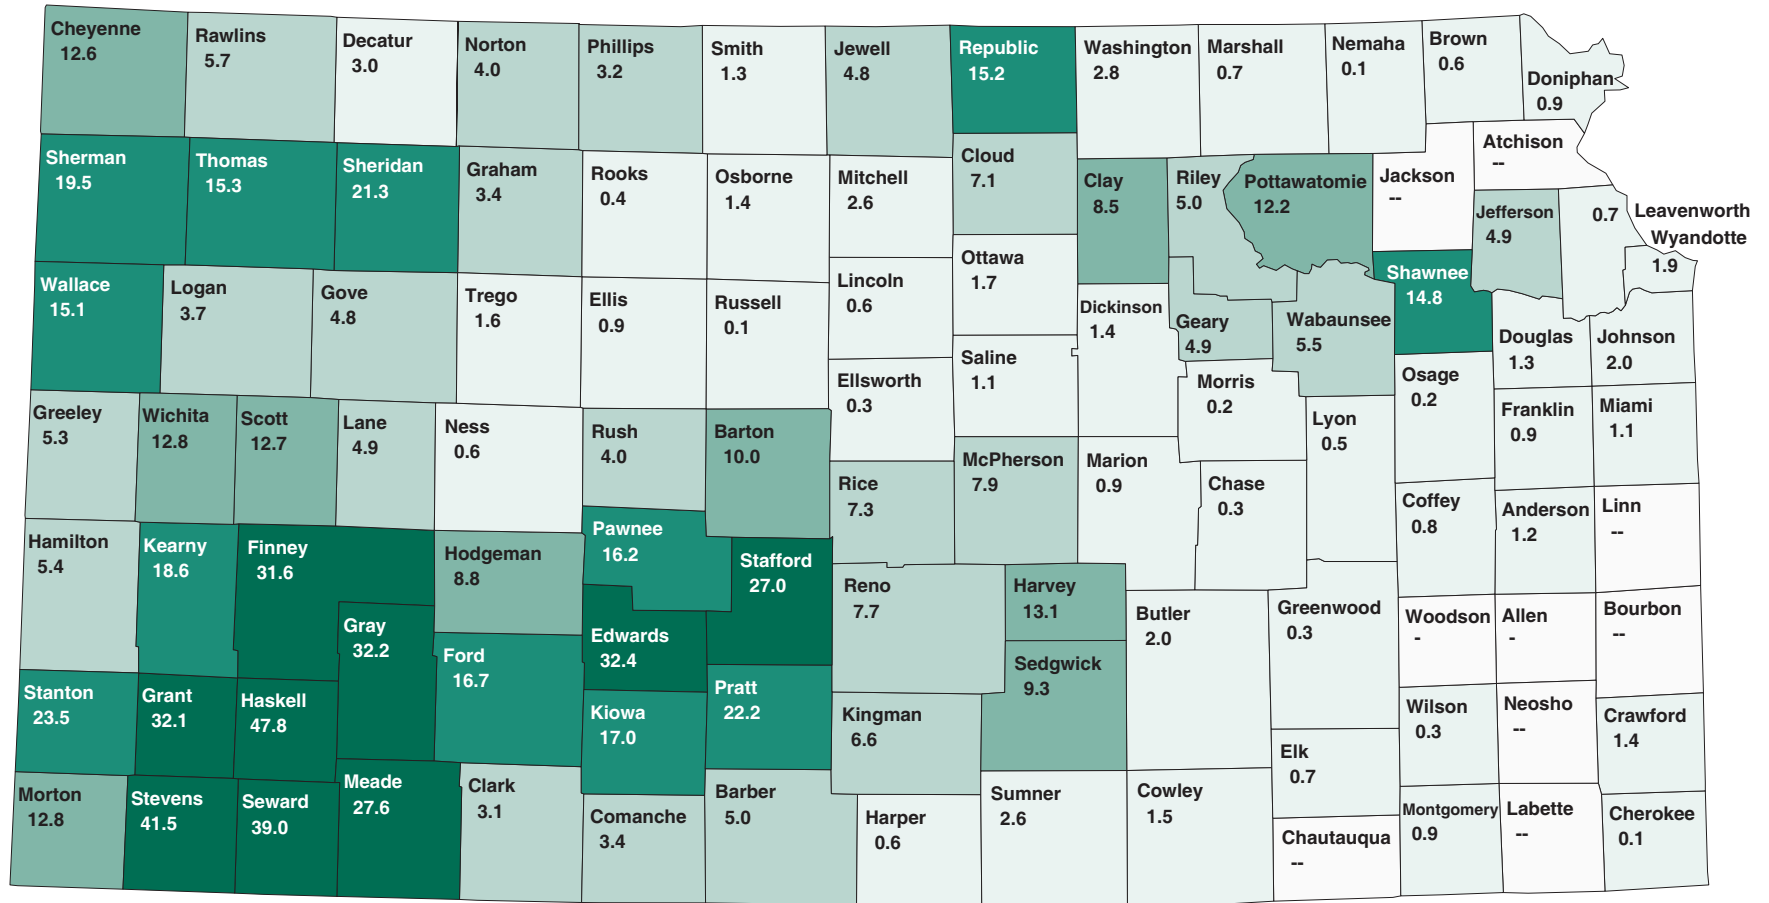 Cheyenne
12.6
Rawlins
5.7
Decatur
3.0
Norton
4.0
Phillips
3.2
Smith
1.3
Jewell
4.8
Republic
15.2
Washington
2.8
Marshall
0.7
Nemaha
0.1
Brown
0.6
Doniphan
0.9
Sherman
19.5
Thomas
15.3
Sheridan
21.3
Graham
3.4
Rooks
0.4
Osborne
1.4
Mitchell
2.6
Cloud
7.1
Clay
8.5
Riley
5.0
Pottawatomie
12.2
Jackson
--
Atchison
--
Jefferson
4.9
Leavenworth
0.7
Wyandotte
1.9
Wallace
15.1
Logan
3.7
Gove
4.8
Trego
1.6
Ellis
0.9
Russell
0.1
Lincoln
0.6
Ottawa
1.7
Dickinson
1.4
Geary
4.9
Wabaunsee
5.5
Shawnee
14.8
Douglas
1.3
Johnson
2.0
Ellsworth
0.3
Saline
1.1
Morris
0.2
Osage
0.2
Franklin
0.9
Miami
1.1
Greeley
5.3
Wichita
12.8
Scott
12.7
Lane
4.9
Ness
0.6
Rush
4.0
Barton
10.0
Rice
7.3
McPherson
7.9
Marion
0.9
Chase
0.3
Lyon
0.5
Coffey
0.8
Anderson
1.2
Linn
--
Hamilton
5.4
Kearny
18.6
Finney
31.6
Hodgeman
8.8
Pawnee
16.2
Stafford
27.0
Reno
7.7
Harvey
13.1
Butler
2.0
Greenwood
0.3
Woodson
-
Allen
-
Bourbon
--
Gray
32.2
Ford
16.7
Edwards
32.4
Sedgwick
9.3
Stanton
23.5
Grant
32.1
Haskell
47.8
Kiowa
17.0
Pratt
22.2
Kingman
6.6
Elk
0.7
Wilson
0.3
Neosho
--
Crawford
1.4
Morton
12.8
Stevens
41.5
Seward
39.0
Meade
27.6
Clark
3.1
Comanche
3.4
Barber
5.0
Harper
0.6
Sumner
2.6
Cowley
1.5
Chautauqua
--
Montgomery
0.9
Labette
--
Cherokee
0.1